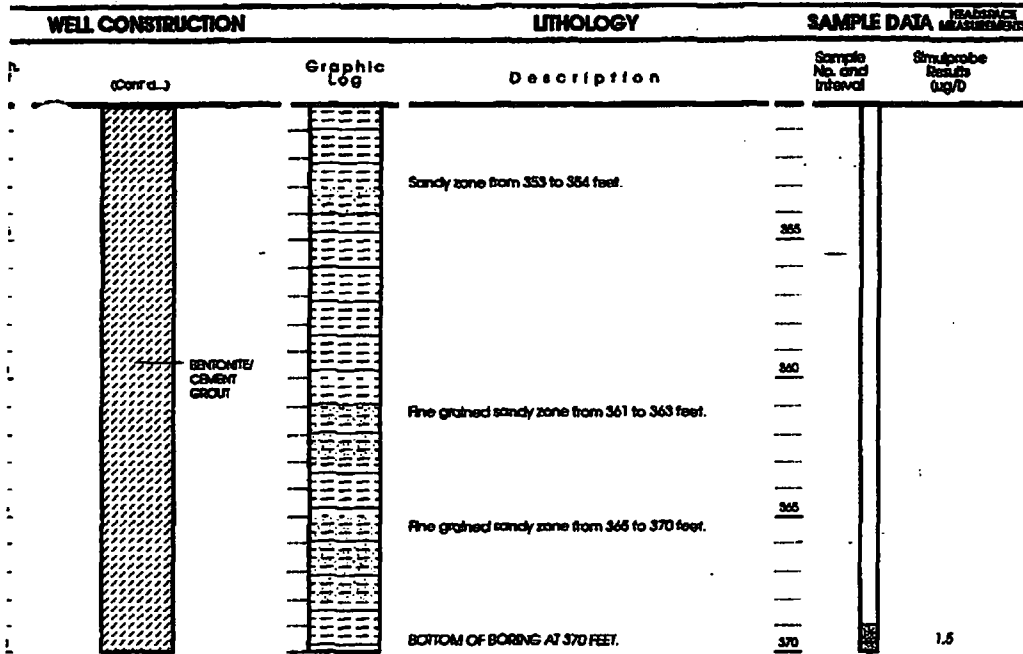 WELL CONSTRUCTION LITHOLOGY SAMPLE DATA HEADSPACE MEASUREMENTS
(Cont'd...) Graphic Log Description Sample No. and Interval Simulprobe Results (ug/l)
Sandy zone from 353 to 354 feet.
355
360
BENTONITE/
CEMENT
GROUT
Fine grained sandy zone from 361 to 363 feet.
365
Fine grained sandy zone from 365 to 370 feet.
BOTTOM OF BORING AT 370 FEET. 370 1.5